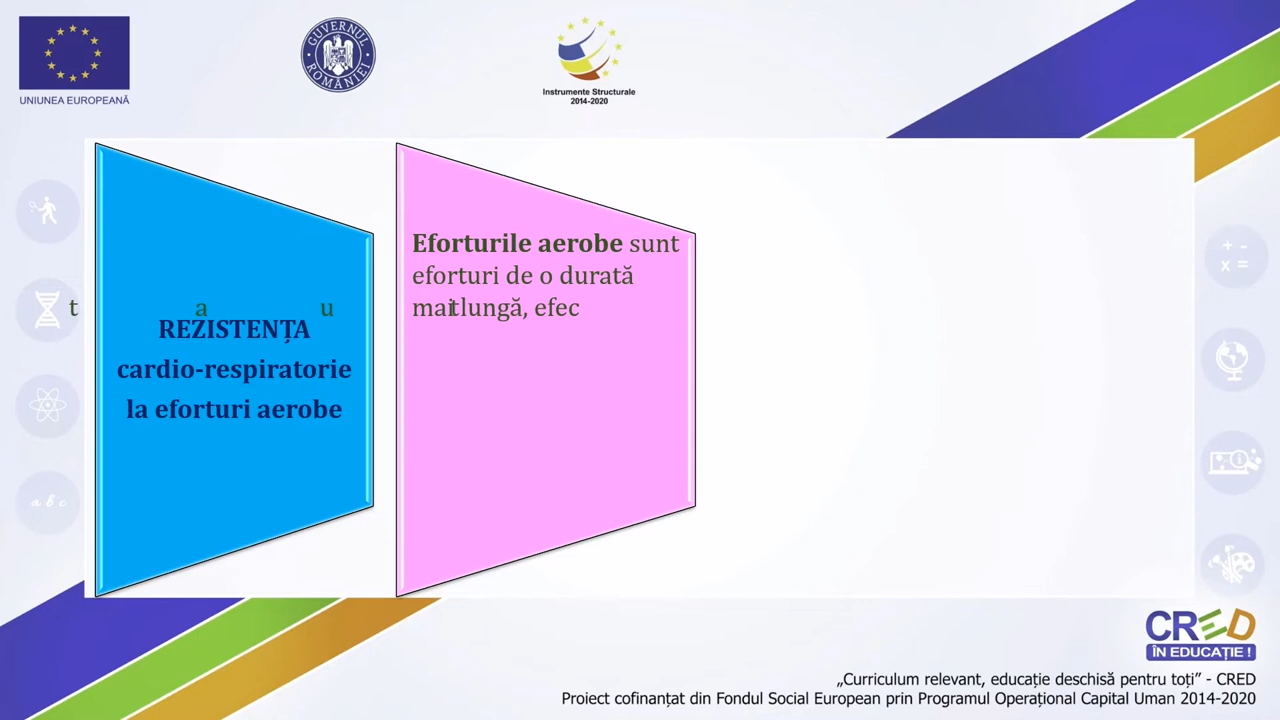 UNIUNEA EUROPEANĂ
GUVERNUL ROMÂNIEI
Instrumente Structurale
2014-2020
REZISTENȚA
cardio-respiratorie
la eforturi aerobe
Eforturile aerobe sunt
eforturi de o durată
mai lungă, efec
t a u t
+ -
x =
a b c
CRED
ÎN EDUCAȚIE !
„Curriculum relevant, educație deschisă pentru toți” - CRED
Proiect cofinanțat din Fondul Social European prin Programul Operațional Capital Uman 2014-2020